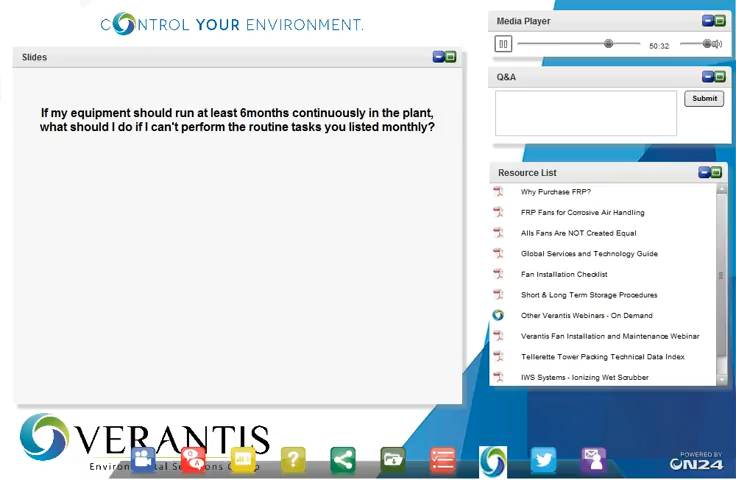 CONTROL YOUR ENVIRONMENT.
Slides
If my equipment should run at least 6months continuously in the plant,
what should I do if I can't perform the routine tasks you listed monthly?
Media Player
50:32
Q&A
Submit
Resource List
Why Purchase FRP?
FRP Fans for Corrosive Air Handling
Alls Fans Are NOT Created Equal
Global Services and Technology Guide
Fan Installation Checklist
Short & Long Term Storage Procedures
Other Verantis Webinars - On Demand
Verantis Fan Installation and Maintenance Webinar
Tellerette Tower Packing Technical Data Index
IWS Systems - Ionizing Wet Scrubber
VERANTIS
Environmental Solutions Group
Q A
?
POWERED BY
ON24